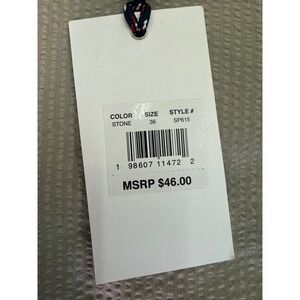 COLOR SIZE STYLE #
STONE 36 SP615
1 98607 11472 2
MSRP $46.00